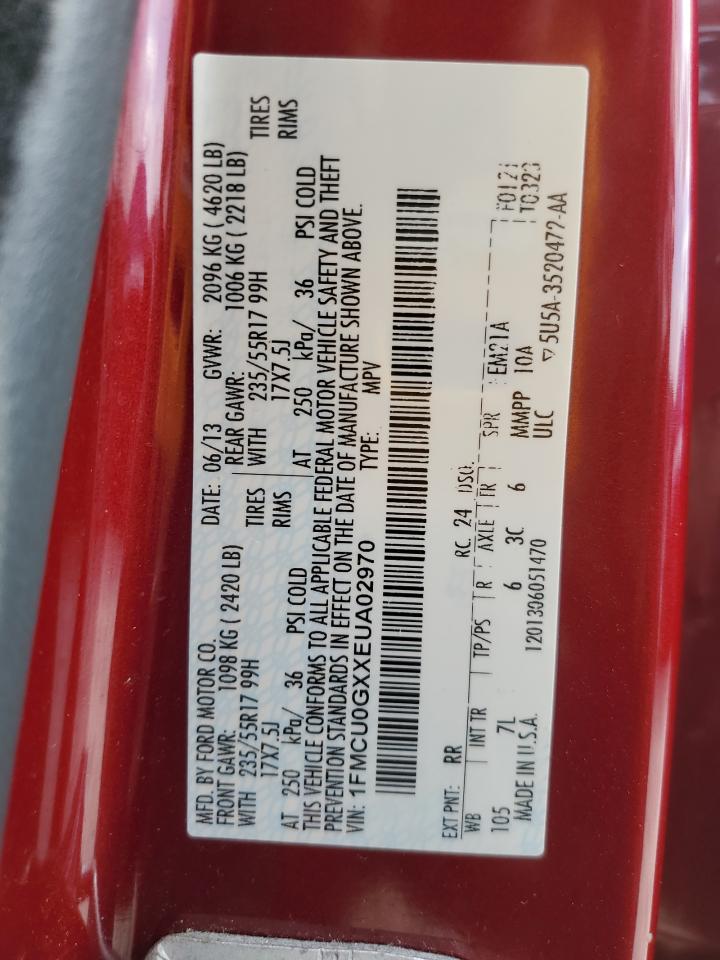 MFD. BY FORD MOTOR CO. DATE: 06/13 GVWR: 2096 KG ( 4620 LB)
FRONT GAWR: 1098 KG ( 2420 LB) REAR GAWR: 1006 KG ( 2218 LB)
WITH 235/55R17 99H TIRES WITH 235/55R17 99H TIRES
17X7.5J RIMS 17X7.5J RIMS
AT 250 kPa/ 36 PSI COLD AT 250 kPa/ 36 PSI COLD
THIS VEHICLE CONFORMS TO ALL APPLICABLE FEDERAL MOTOR VEHICLE SAFETY AND THEFT
PREVENTION STANDARDS IN EFFECT ON THE DATE OF MANUFACTURE SHOWN ABOVE.
VIN: 1FMCU0GXXEUA02970 TYPE: MPV
EXT PNT: RR RC: 24 DSO:
WB INT TR TP/PS R AXLE TR SPR EM21A F0121
105 7L 6 3C 6 MMPP 10A T0323
MADE IN U.S.A. 1201306051470 ULC 5U5A-3520472-AA